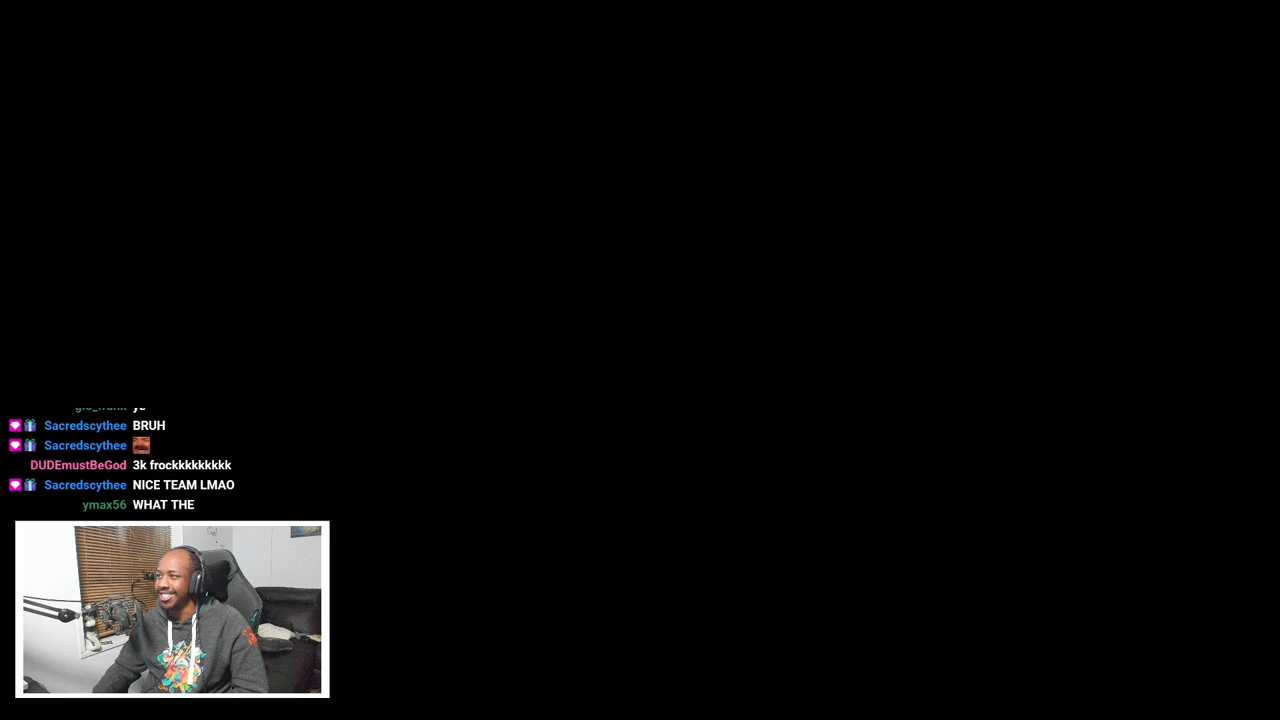 Sacredscythee BRUH
Sacredscythee
DUDEmustBeGod 3k frockkkkkkkkk
Sacredscythee NICE TEAM LMAO
ymax56 WHAT THE